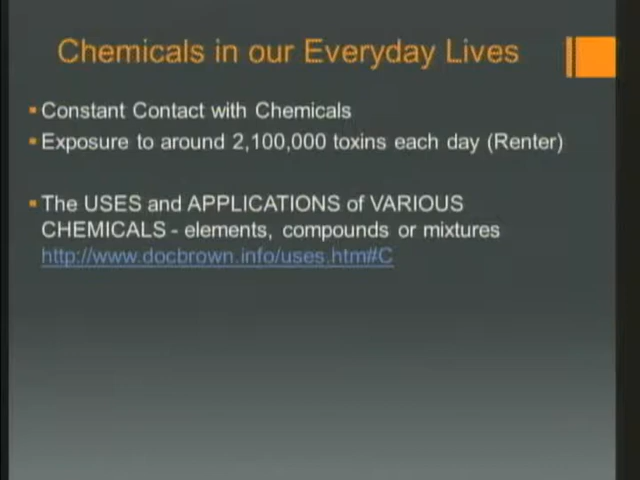 Chemicals in our Everyday Lives
Constant Contact with Chemicals
Exposure to around 2,100,000 toxins each day (Renter)
The USES and APPLICATIONS of VARIOUS
CHEMICALS - elements, compounds or mixtures
http://www.docbrown.info/uses.htm#C